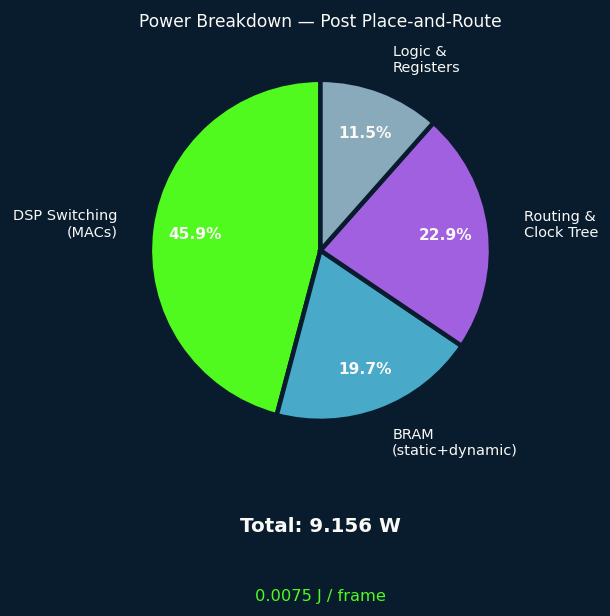 Power Breakdown — Post Place-and-Route
Logic &
Registers
11.5%
DSP Switching
(MACs)
45.9%
22.9%
Routing &
Clock Tree
19.7%
BRAM
(static+dynamic)
Total: 9.156 W
0.0075 J / frame